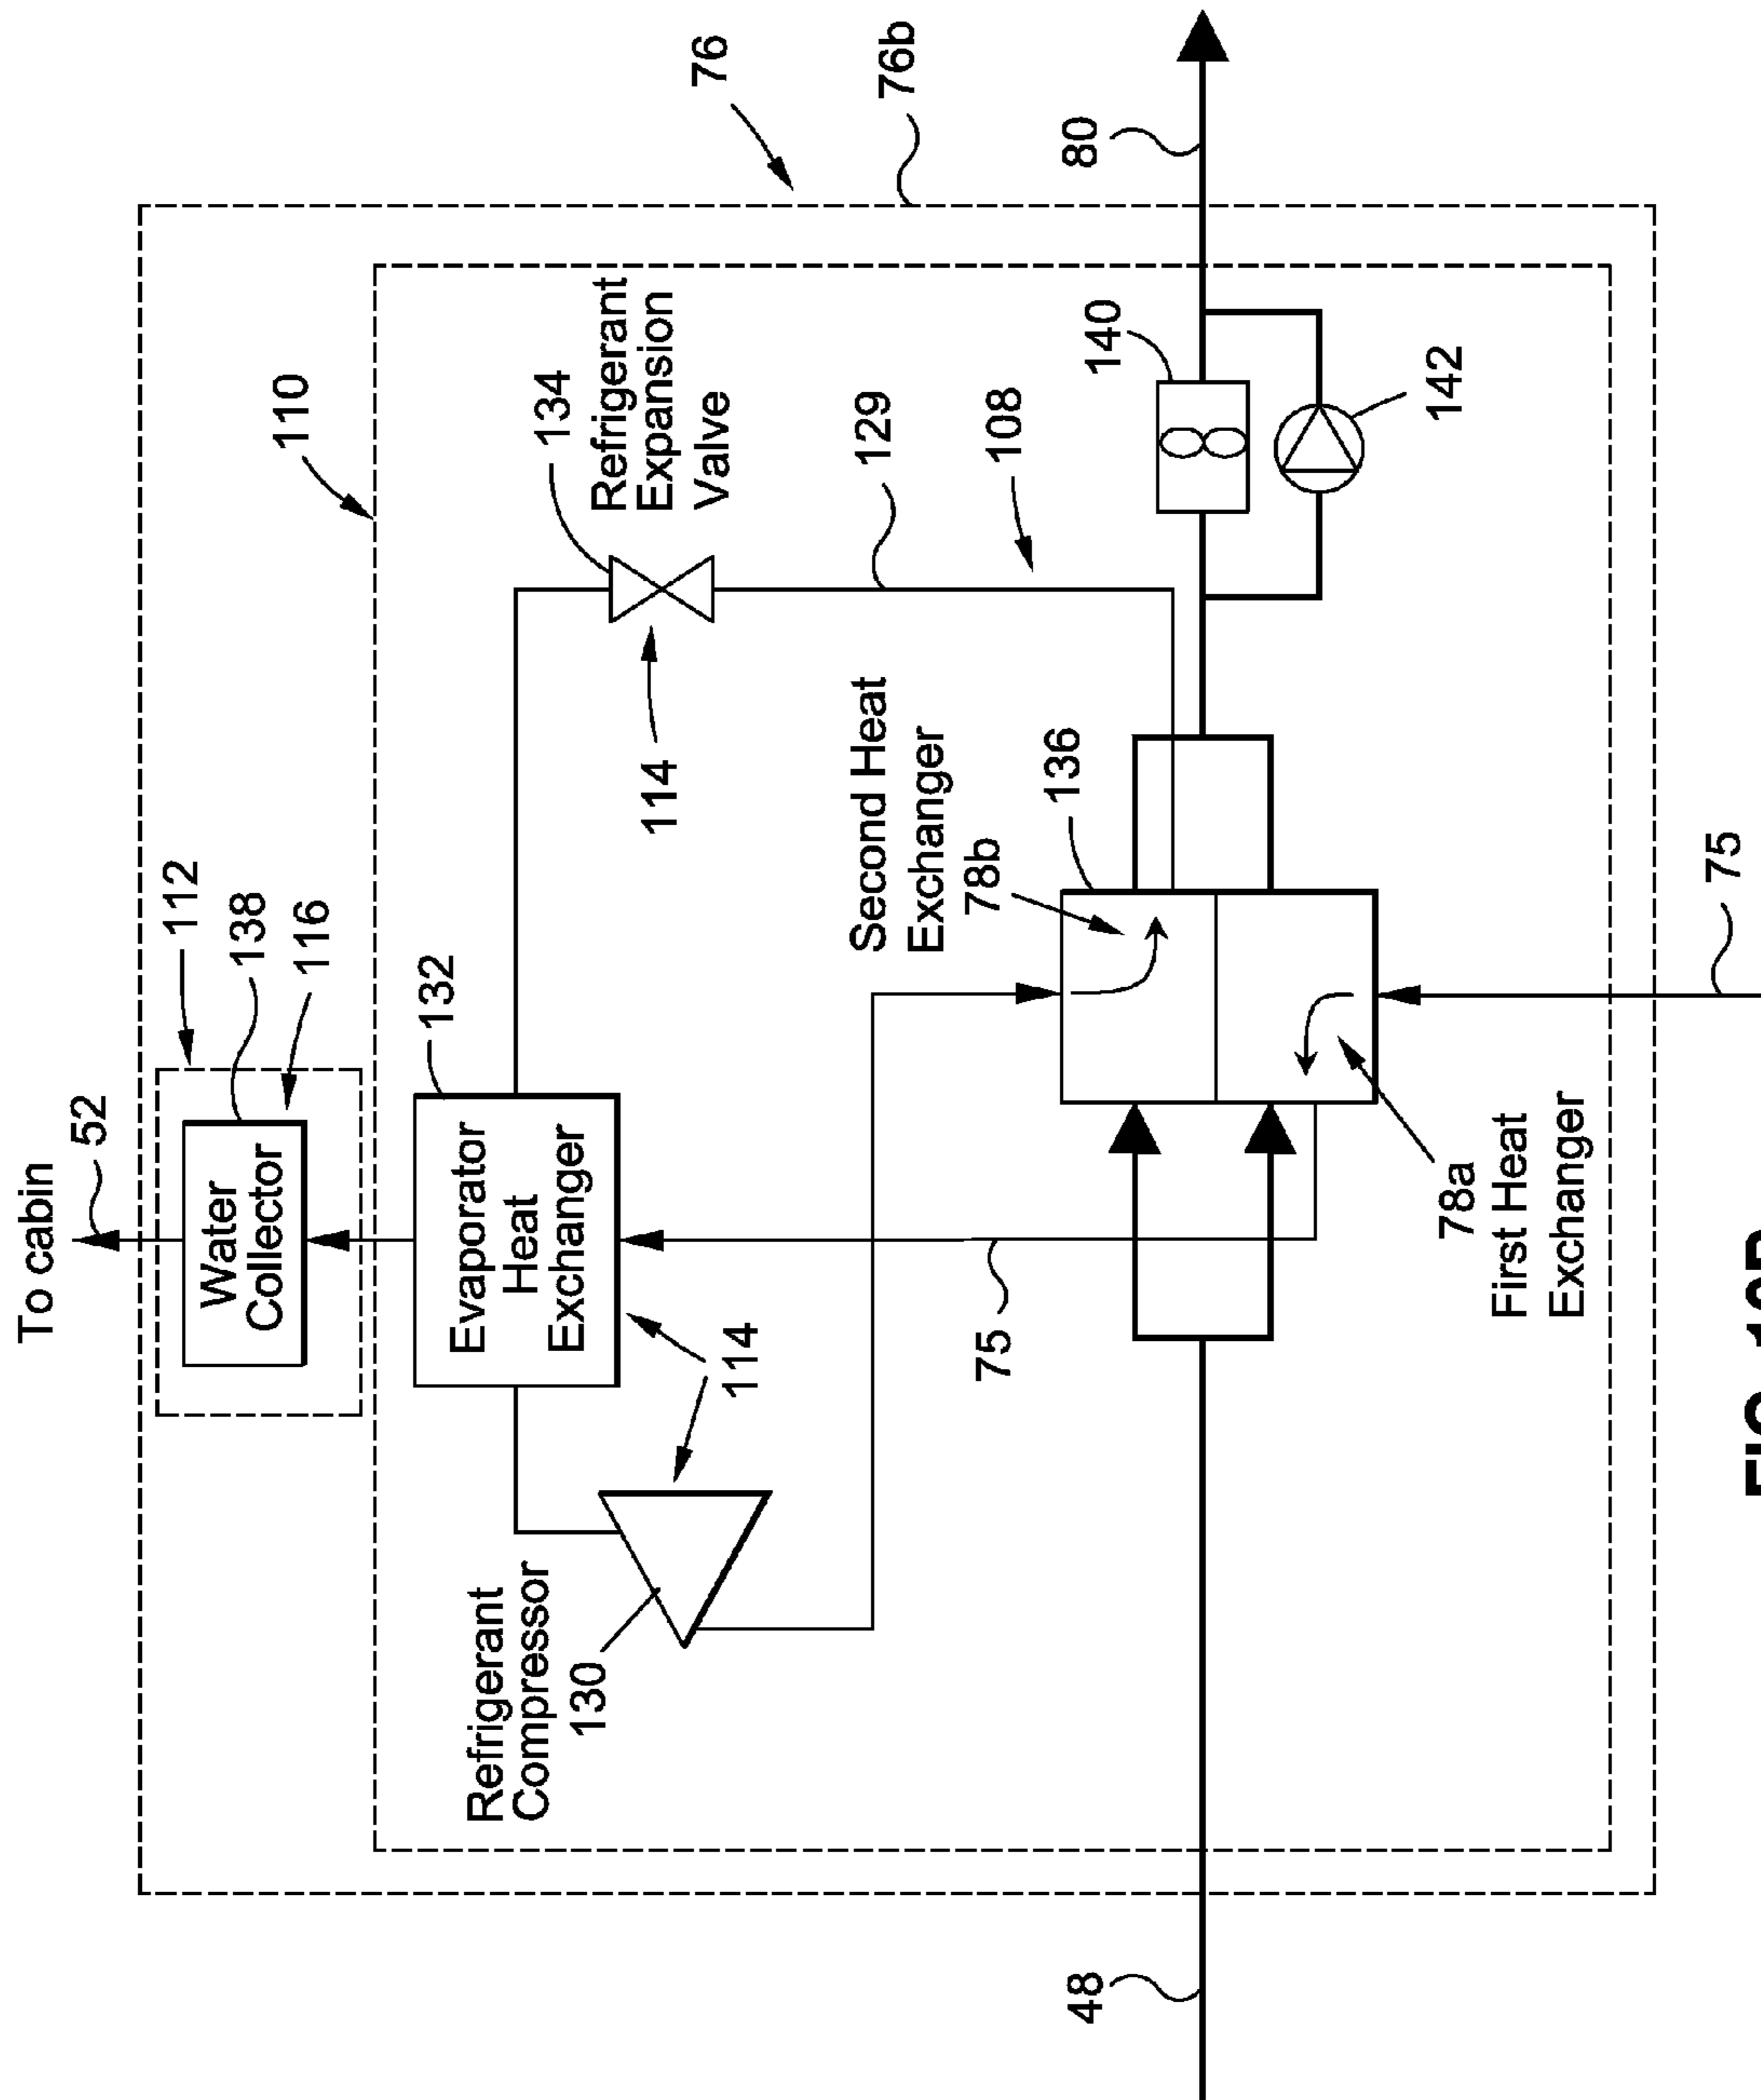 To cabin
52
112
Water
Collector
138
116
110
132
Evaporator
Heat
Exchanger
Refrigerant
Compressor
130
134
Refrigerant
Expansion
Valve
114
76
114
129
76b
Second Heat
Exchanger
78b
75
108
136
48
80
140
142
78a
First Heat
Exchanger
75